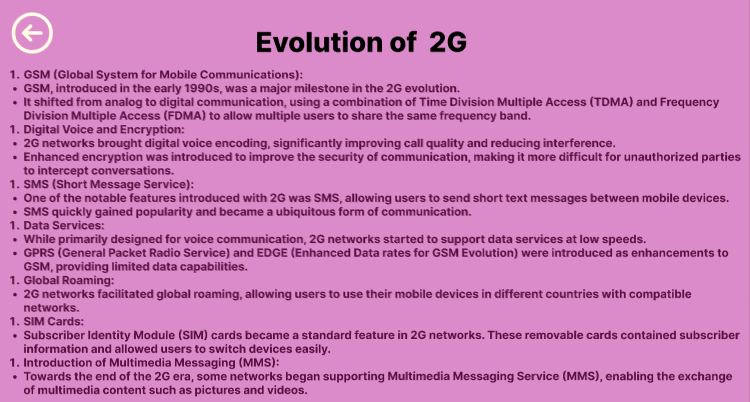 Evolution of 2G
1. GSM (Global System for Mobile Communications):
• GSM, introduced in the early 1990s, was a major milestone in the 2G evolution.
• It shifted from analog to digital communication, using a combination of Time Division Multiple Access (TDMA) and Frequency
Division Multiple Access (FDMA) to allow multiple users to share the same frequency band.
1. Digital Voice and Encryption:
• 2G networks brought digital voice encoding, significantly improving call quality and reducing interference.
• Enhanced encryption was introduced to improve the security of communication, making it more difficult for unauthorized parties
to intercept conversations.
1. SMS (Short Message Service):
• One of the notable features introduced with 2G was SMS, allowing users to send short text messages between mobile devices.
• SMS quickly gained popularity and became a ubiquitous form of communication.
1. Data Services:
• While primarily designed for voice communication, 2G networks started to support data services at low speeds.
• GPRS (General Packet Radio Service) and EDGE (Enhanced Data rates for GSM Evolution) were introduced as enhancements to
GSM, providing limited data capabilities.
1. Global Roaming:
• 2G networks facilitated global roaming, allowing users to use their mobile devices in different countries with compatible
networks.
1. SIM Cards:
• Subscriber Identity Module (SIM) cards became a standard feature in 2G networks. These removable cards contained subscriber
information and allowed users to switch devices easily.
1. Introduction of Multimedia Messaging (MMS):
• Towards the end of the 2G era, some networks began supporting Multimedia Messaging Service (MMS), enabling the exchange
of multimedia content such as pictures and videos.